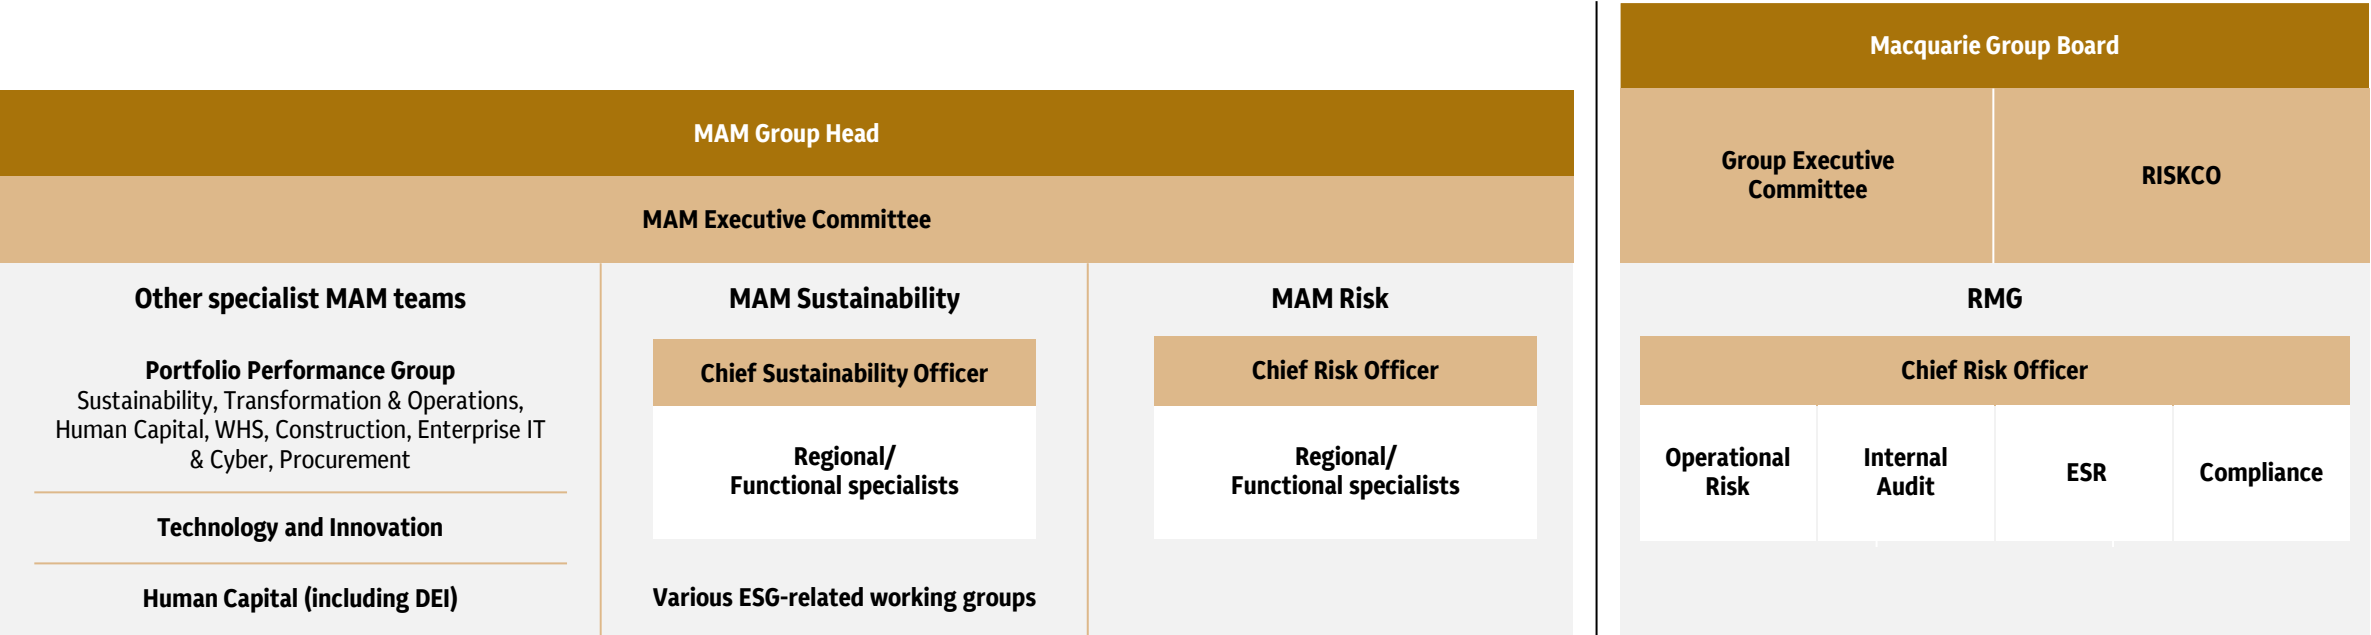 MAM Group Head
MAM Executive Committee
Other specialist MAM teams
Portfolio Performance Group
Sustainability, Transformation & Operations,
Human Capital, WHS, Construction, Enterprise IT
& Cyber, Procurement
Technology and Innovation
Human Capital (including DEI)
MAM Sustainability
Chief Sustainability Officer
Regional/
Functional specialists
Various ESG-related working groups
MAM Risk
Chief Risk Officer
Regional/
Functional specialists
Macquarie Group Board
Group Executive
Committee
RISKCO
RMG
Chief Risk Officer
Operational
Risk
Internal
Audit
ESR
Compliance